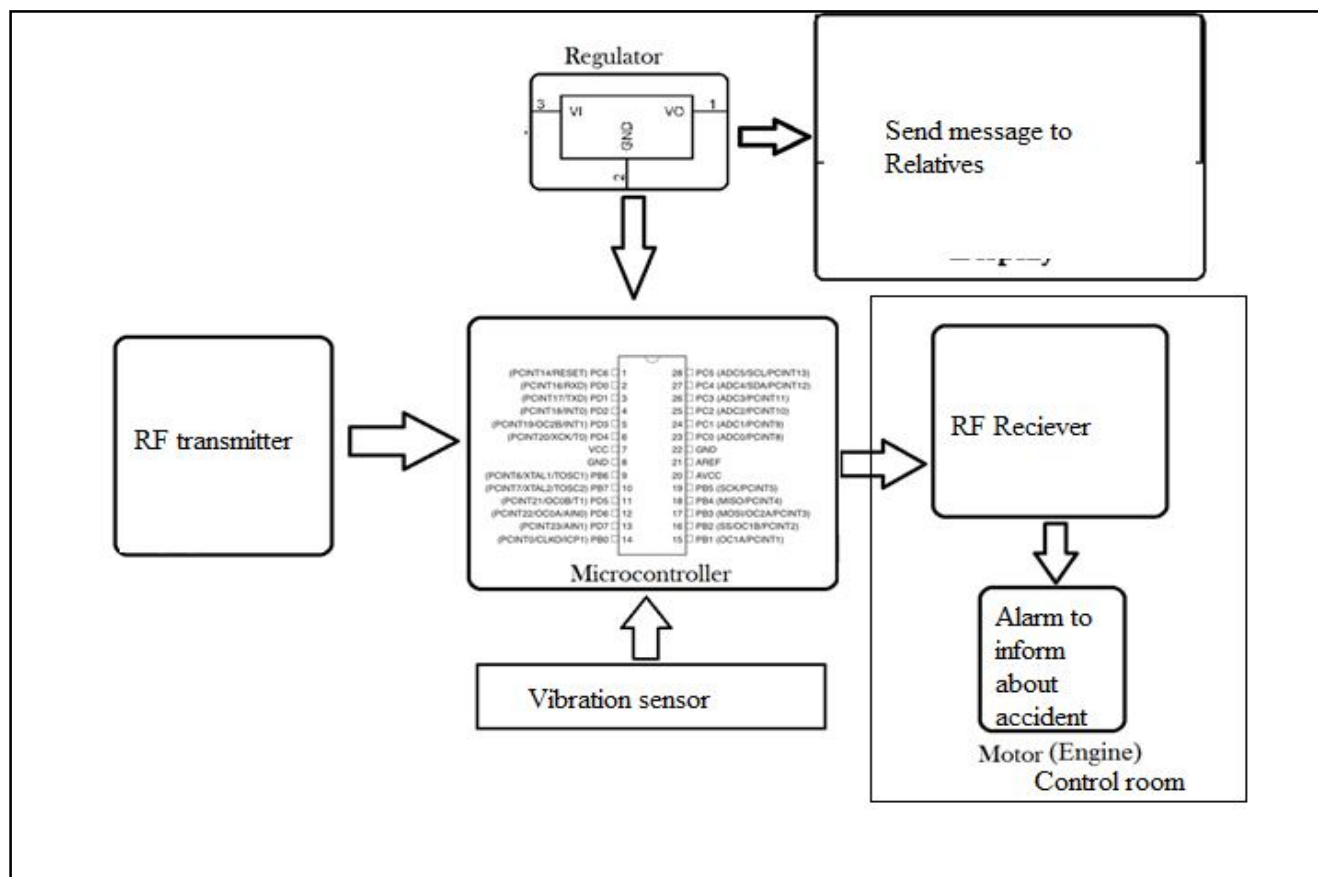 Regulator
3 VI VO 1
GND
2
Send message to
Relatives
RF transmitter
(PCINT14/RESET) PC6 1 28 PC5 (ADC5/SCL/PCINT13)
(PCINT16/RXD) PD0 2 27 PC4 (ADC4/SDA/PCINT12)
(PCINT17/TXD) PD1 3 26 PC3 (ADC3/PCINT11)
(PCINT18/INT0) PD2 4 25 PC2 (ADC2/PCINT10)
(PCINT19/OC2B/INT1) PD3 5 24 PC1 (ADC1/PCINT9)
(PCINT20/XCK/T0) PD4 6 23 PC0 (ADC0/PCINT8)
VCC 7 22 GND
GND 8 21 AREF
(PCINT6/XTAL1/TOSC1) PB6 9 20 AVCC
(PCINT7/XTAL2/TOSC2) PB7 10 19 PB5 (SCK/PCINT5)
(PCINT21/OC0B/T1) PD5 11 18 PB4 (MISO/PCINT4)
(PCINT22/OC0A/AIN0) PD6 12 17 PB3 (MOSI/OC2A/PCINT3)
(PCINT23/AIN1) PD7 13 16 PB2 (SS/OC1B/PCINT2)
(PCINT0/CLKO/ICP1) PB0 14 15 PB1 (OC1A/PCINT1)
Microcontroller
RF Reciever
Vibration sensor
Alarm to
inform
about
accident
Motor (Engine)
Control room